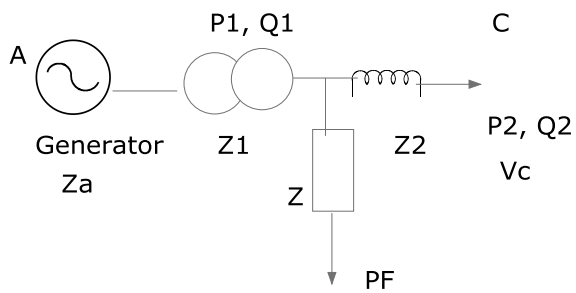 P1, Q1
C
A
Generator
Z1
Z2
P2, Q2
Za
Vc
Z
PF